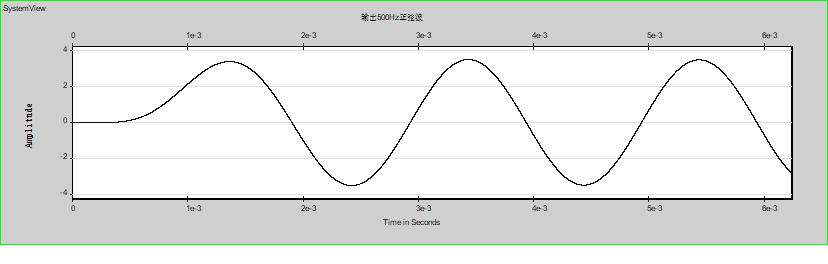 SystemView
输出500Hz正弦波
0 1e-3 2e-3 3e-3 4e-3 5e-3 6e-3
4
2
0
-2
-4
Amplitude
0 1e-3 2e-3 3e-3 4e-3 5e-3 6e-3
Time in Seconds